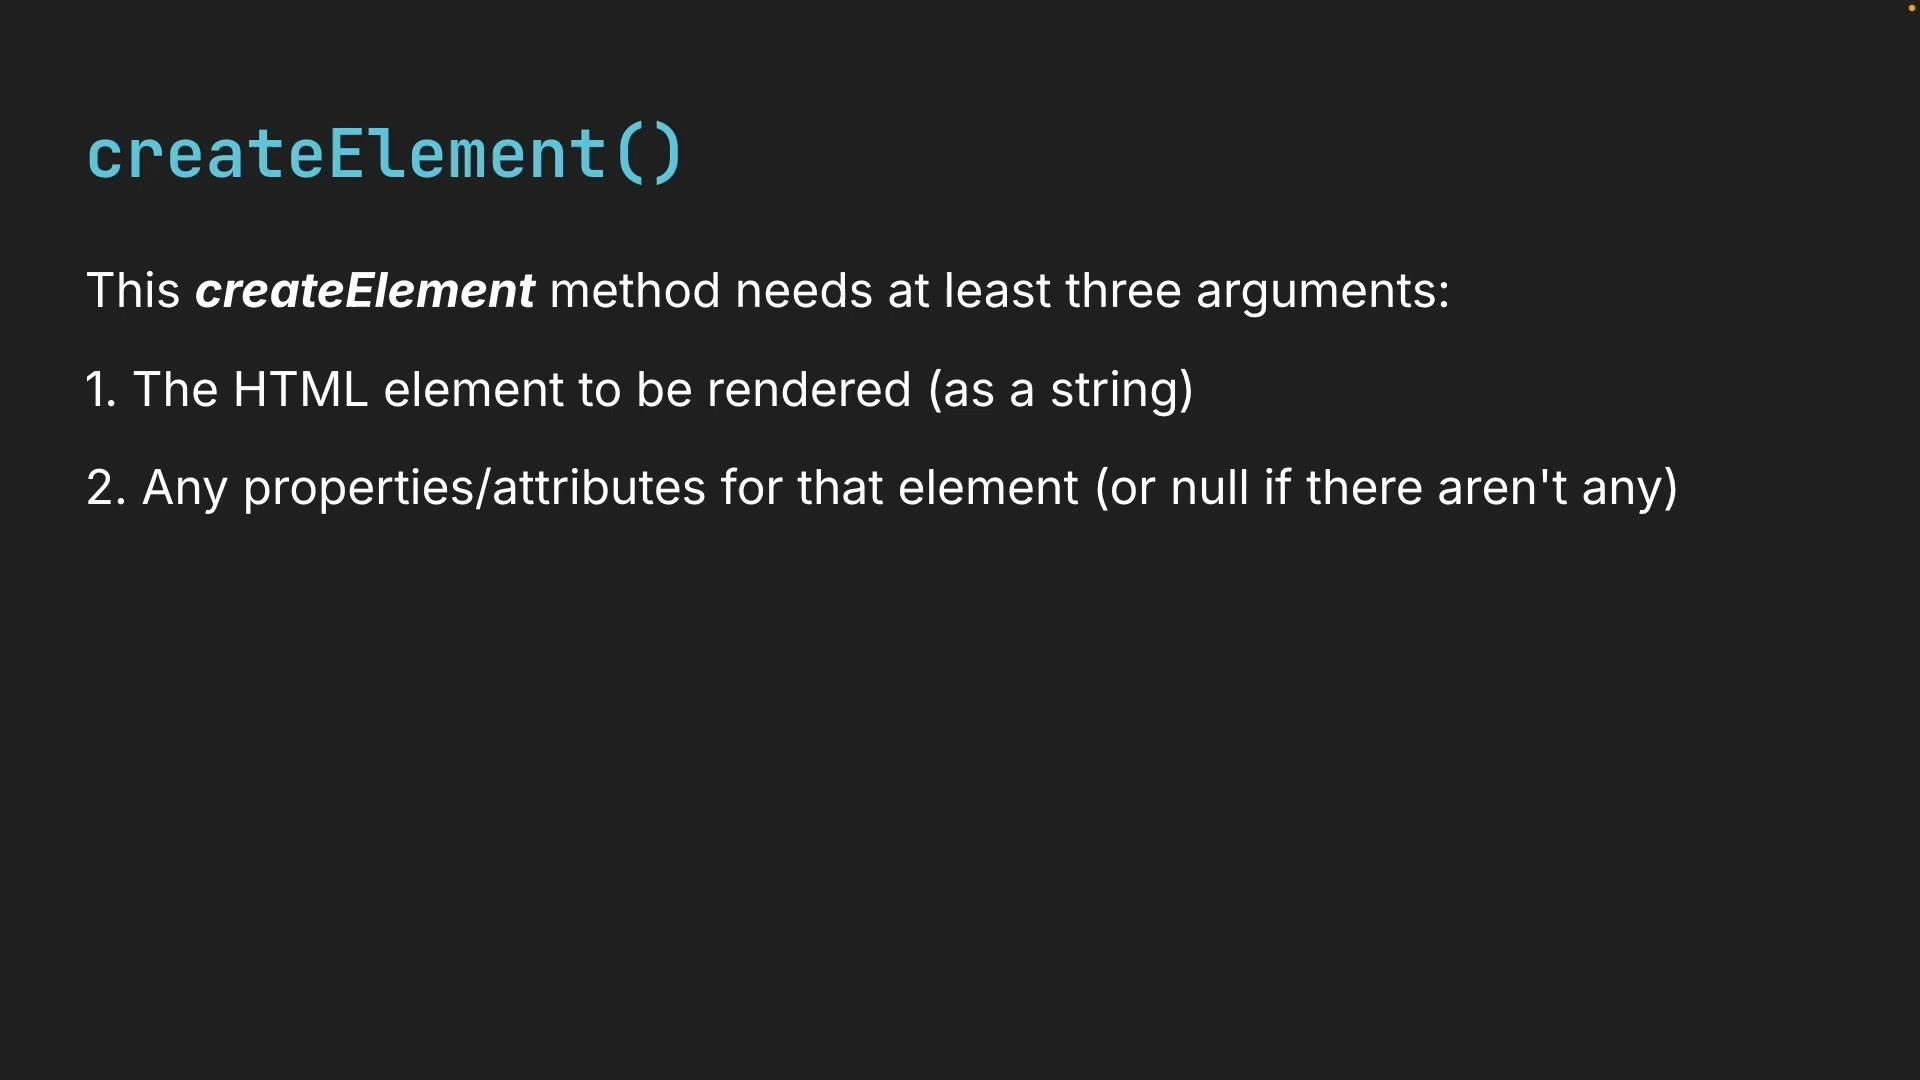 createElement()
This createElement method needs at least three arguments:
1. The HTML element to be rendered (as a string)
2. Any properties/attributes for that element (or null if there aren't any)